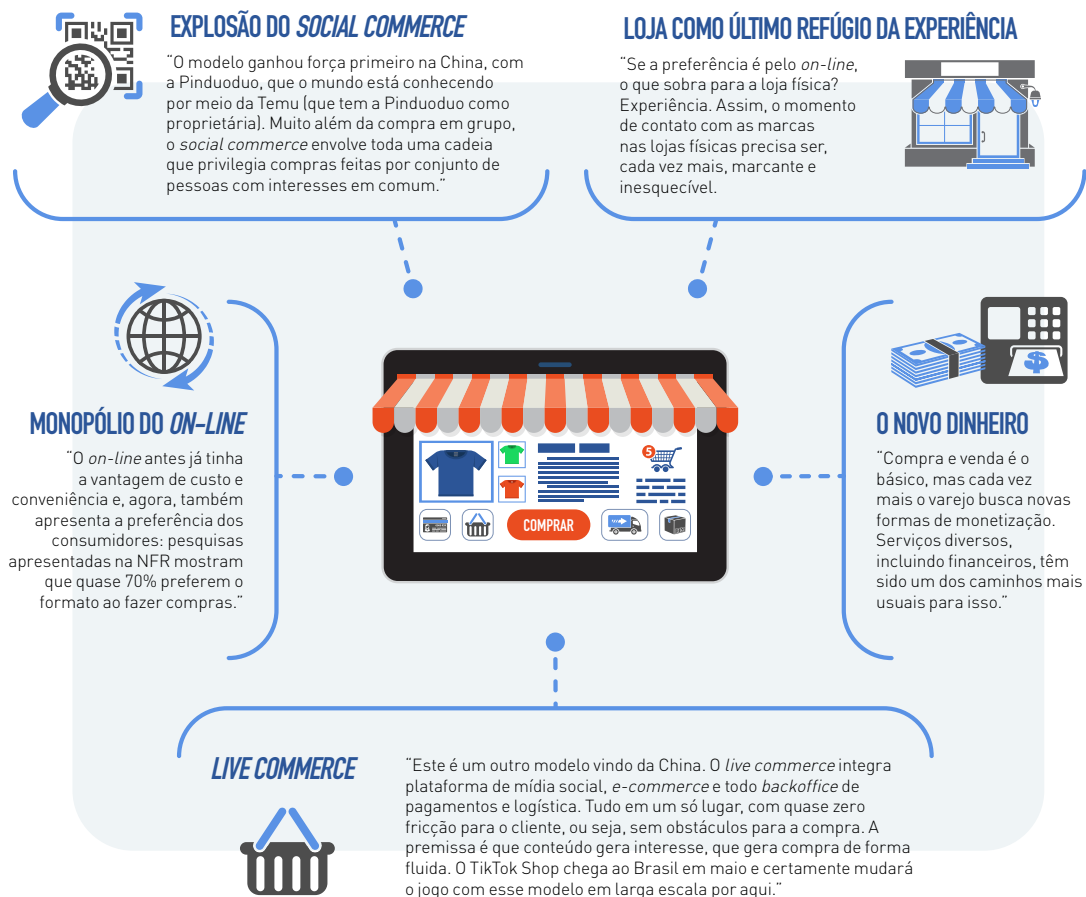 EXPLOSÃO DO SOCIAL COMMERCE
“O modelo ganhou força primeiro na China, com
a Pinduoduo, que o mundo está conhecendo
por meio da Temu (que tem a Pinduoduo como
proprietária). Muito além da compra em grupo,
o social commerce envolve toda uma cadeia
que privilegia compras feitas por conjunto de
pessoas com interesses em comum.”
LOJA COMO ÚLTIMO REFÚGIO DA EXPERIÊNCIA
“Se a preferência é pelo on-line,
o que sobra para a loja física?
Experiência. Assim, o momento
de contato com as marcas
nas lojas físicas precisa ser,
cada vez mais, marcante e
inesquecível.
MONOPÓLIO DO ON-LINE
“O on-line antes já tinha
a vantagem de custo e
conveniência e, agora, também
apresenta a preferência dos
consumidores: pesquisas
apresentadas na NFR mostram
que quase 70% preferem o
formato ao fazer compras.”
5
COMPRAR
$
O NOVO DINHEIRO
“Compra e venda é o
básico, mas cada vez
mais o varejo busca novas
formas de monetização.
Serviços diversos,
incluindo financeiros, têm
sido um dos caminhos mais
usuais para isso.”
LIVE COMMERCE
“Este é um outro modelo vindo da China. O live commerce integra
plataforma de mídia social, e-commerce e todo backoffice de
pagamentos e logística. Tudo em um só lugar, com quase zero
fricção para o cliente, ou seja, sem obstáculos para a compra. A
premissa é que conteúdo gera interesse, que gera compra de forma
fluida. O TikTok Shop chega ao Brasil em maio e certamente mudará
o jogo com esse modelo em larga escala por aqui.”